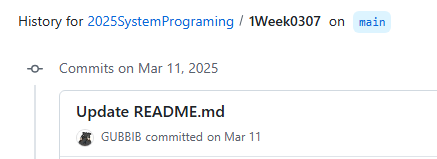 History for 2025SystemPrograming / 1Week0307 on main
Commits on Mar 11, 2025
Update README.md
GUBBIB committed on Mar 11